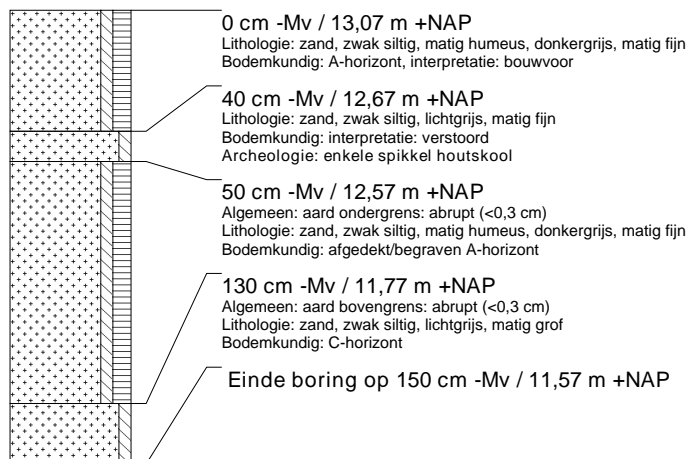 0 cm -Mv / 13,07 m +NAP
Lithologie: zand, zwak siltig, matig humeus, donkergrijs, matig fijn
Bodemkundig: A-horizont, interpretatie: bouwvoor
40 cm -Mv / 12,67 m +NAP
Lithologie: zand, zwak siltig, lichtgrijs, matig fijn
Bodemkundig: interpretatie: verstoord
Archeologie: enkele spikkel houtskool
50 cm -Mv / 12,57 m +NAP
Algemeen: aard ondergrens: abrupt (<0,3 cm)
Lithologie: zand, zwak siltig, matig humeus, donkergrijs, matig fijn
Bodemkundig: afgedekt/begraven A-horizont
130 cm -Mv / 11,77 m +NAP
Algemeen: aard bovengrens: abrupt (<0,3 cm)
Lithologie: zand, zwak siltig, lichtgrijs, matig grof
Bodemkundig: C-horizont
Einde boring op 150 cm -Mv / 11,57 m +NAP